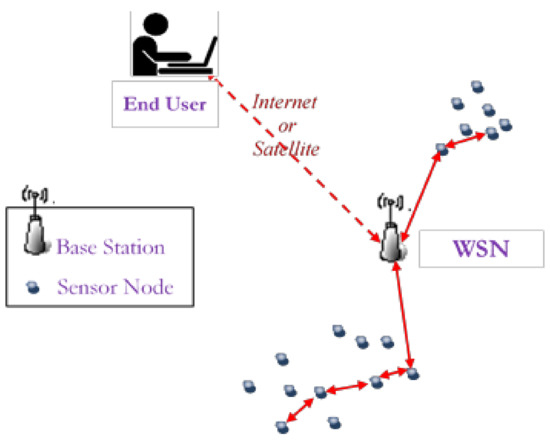 End User
Internet
or
Satellite
WSN
Base Station
Sensor Node